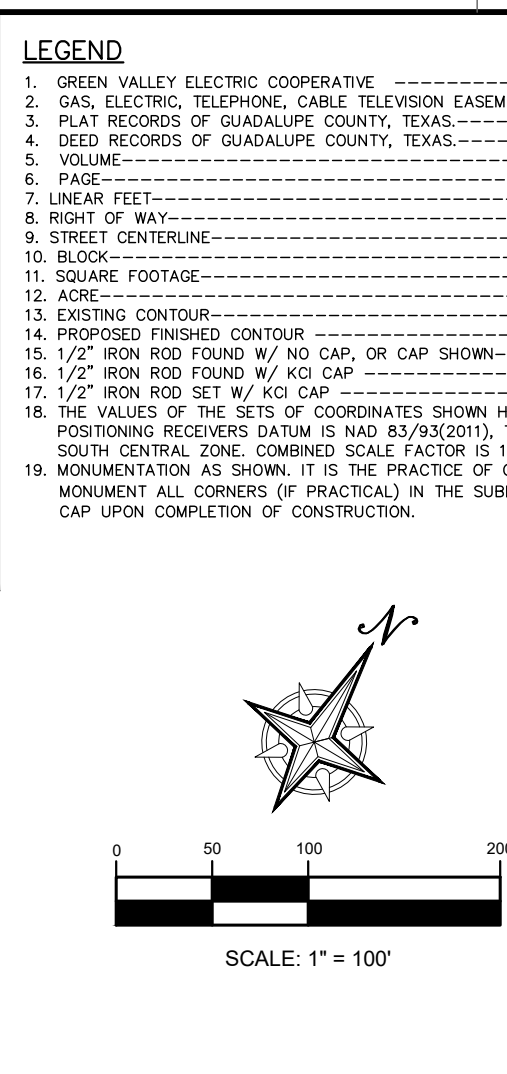 LEGEND
1. GREEN VALLEY ELECTRIC COOPERATIVE ----------
2. GAS, ELECTRIC, TELEPHONE, CABLE TELEVISION EASEM
3. PLAT RECORDS OF GUADALUPE COUNTY, TEXAS.----
4. DEED RECORDS OF GUADALUPE COUNTY, TEXAS.----
5. VOLUME------------------------------
6. PAGE--------------------------------
7. LINEAR FEET----------------------------
8. RIGHT OF WAY--------------------------
9. STREET CENTERLINE----------------------
10. BLOCK-------------------------------
11. SQUARE FOOTAGE-----------------------
12. ACRE--------------------------------
13. EXISTING CONTOUR----------------------
14. PROPOSED FINISHED CONTOUR ---------------
15. 1/2" IRON ROD FOUND W/ NO CAP, OR CAP SHOWN-
16. 1/2" IRON ROD FOUND W/ KCI CAP -----------
17. 1/2" IRON ROD SET W/ KCI CAP -------------
18. THE VALUES OF THE SETS OF COORDINATES SHOWN H
POSITIONING RECEIVERS DATUM IS NAD 83/93(2011), T
SOUTH CENTRAL ZONE. COMBINED SCALE FACTOR IS 1
19. MONUMENTATION AS SHOWN. IT IS THE PRACTICE OF
MONUMENT ALL CORNERS (IF PRACTICAL) IN THE
CAP UPON COMPLETION OF CONSTRUCTION.
N
0 50 100 200
SCALE: 1" = 100'